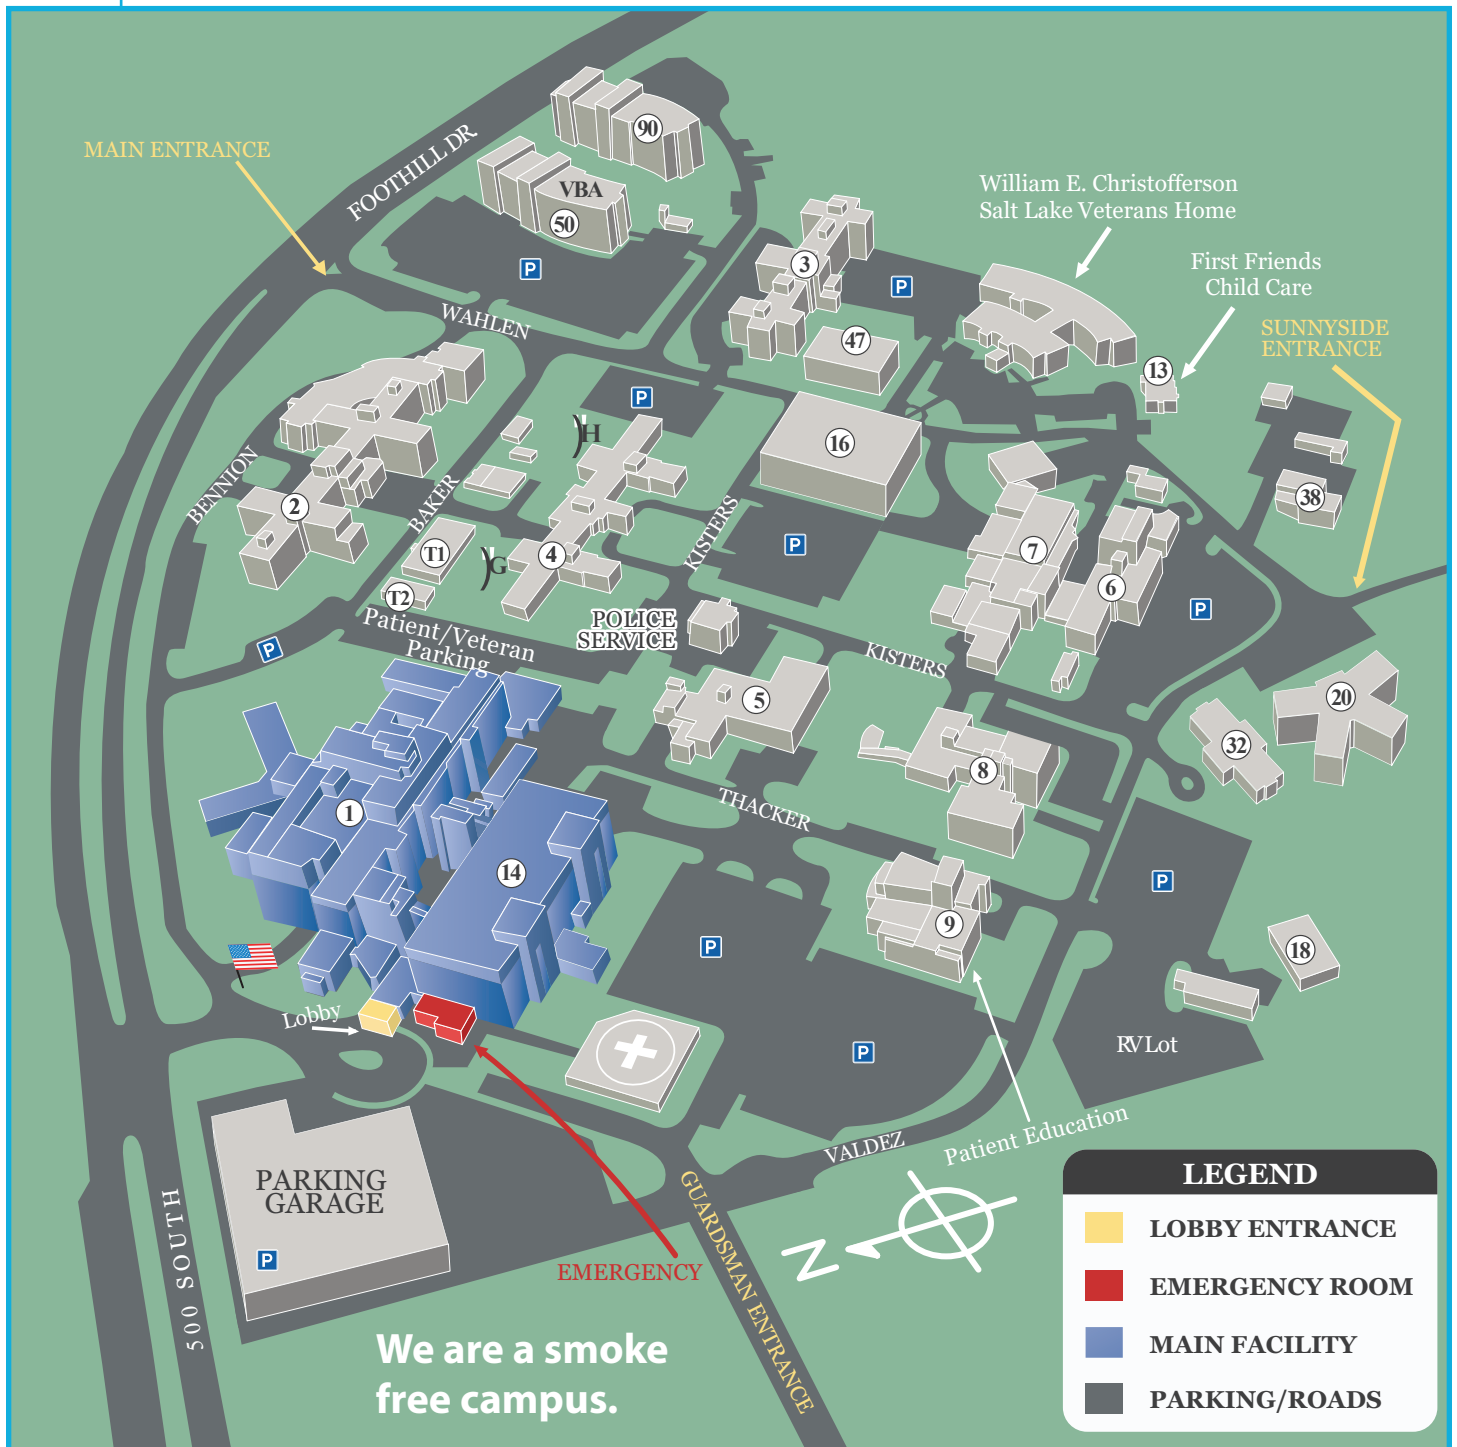 90
FOOTHILL DR.
MAIN ENTRANCE
VBA
50
William E. Christofferson
Salt Lake Veterans Home
3
First Friends
Child Care
P
P
WAHLEN
SUNNYSIDE
ENTRANCE
47
13
P
H
16
BENNION
2
BAKER
38
KISTERS
T1
G
4
P
7
6
T2
P
Patient/Veteran
Parking
POLICE
SERVICE
P
KISTERS
5
20
32
8
1
THACKER
14
P
9
P
18
Lobby
RV Lot
P
Patient Education
VALDEZ
PARKING
GARAGE
P
500 SOUTH
GUARDSMAN ENTRANCE
N
EMERGENCY
We are a smoke
free campus.
LEGEND
LOBBY ENTRANCE
EMERGENCY ROOM
MAIN FACILITY
PARKING/ROADS